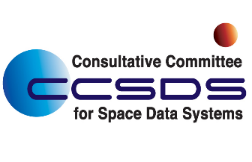 Consultative Committee
CCSDS
for Space Data Systems